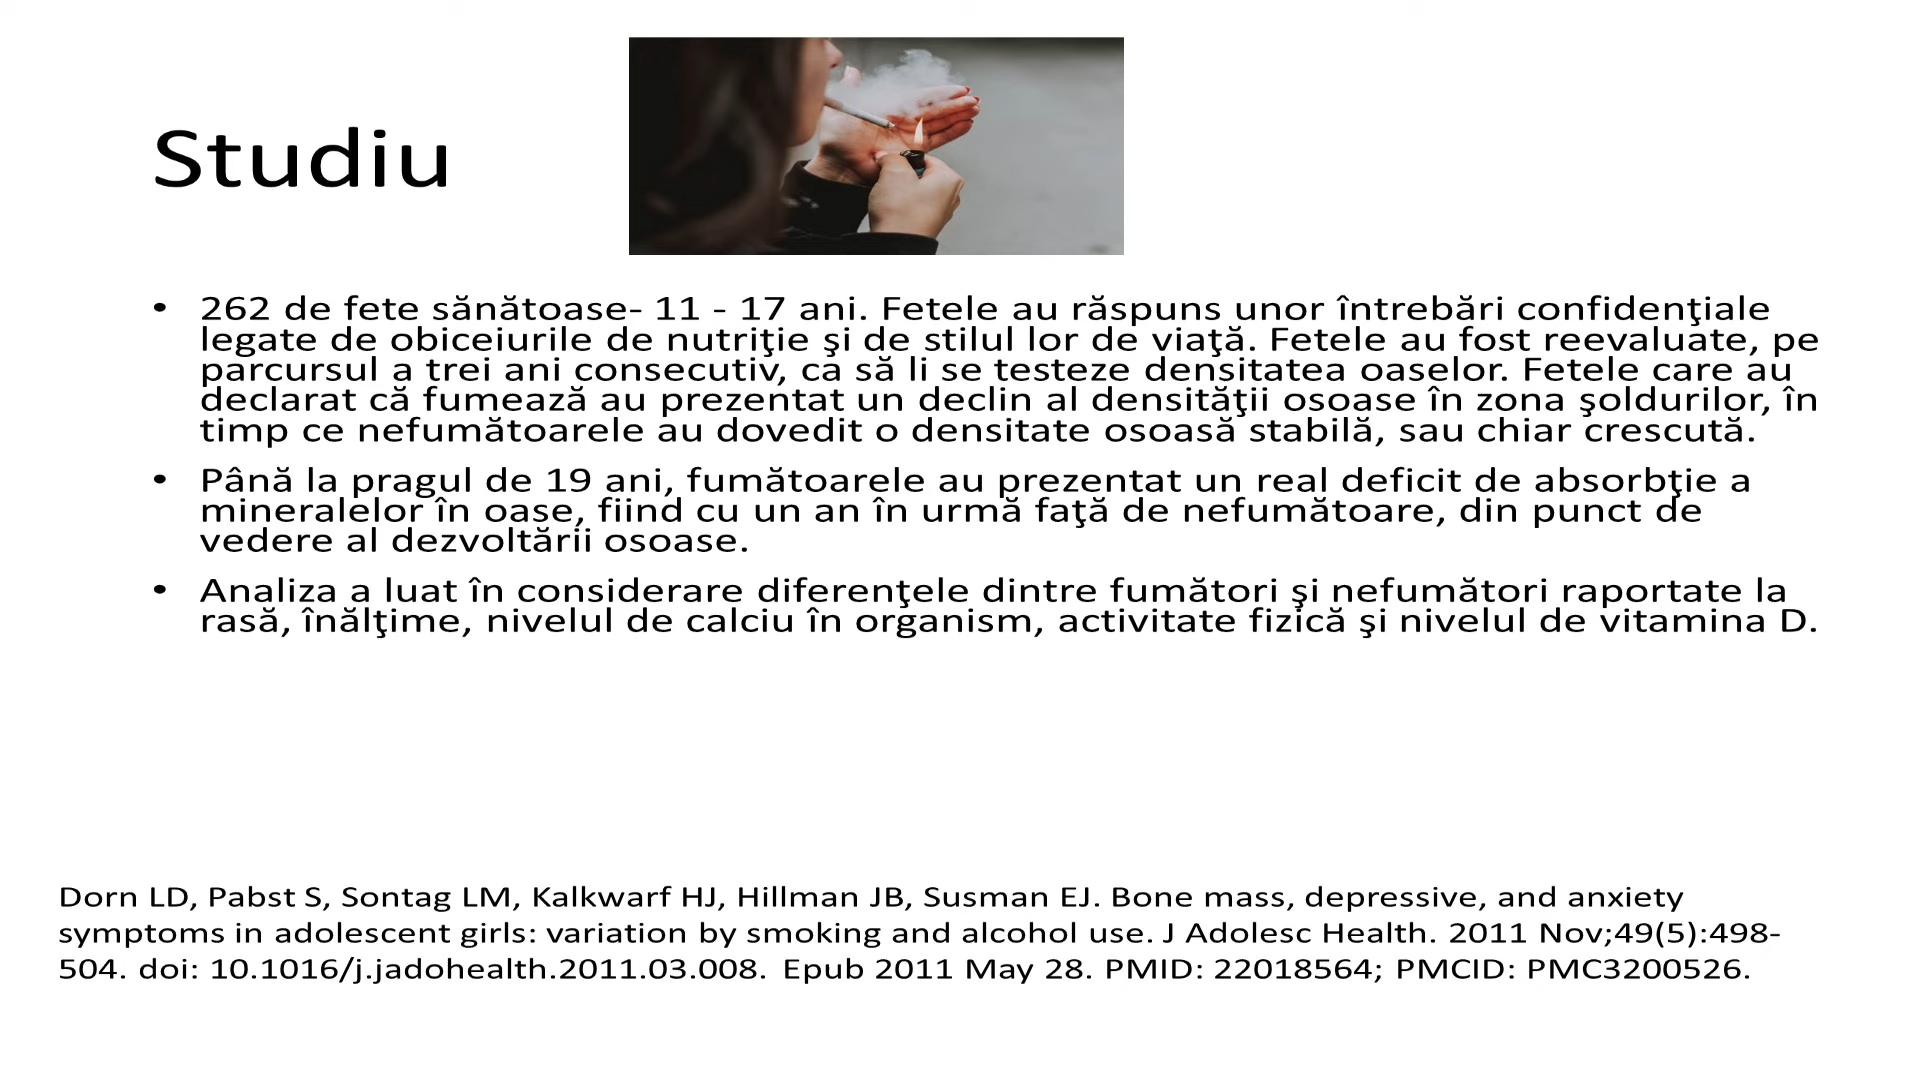 Studiu
• 262 de fete sănătoase- 11 - 17 ani. Fetele au răspuns unor întrebări confidenţiale
legate de obiceiurile de nutriţie şi de stilul lor de viaţă. Fetele au fost reevaluate, pe
parcursul a trei ani consecutiv, ca să li se testeze densitatea oaselor. Fetele care au
declarat că fumează au prezentat un declin al densităţii osoase în zona şoldurilor, în
timp ce nefumătoarele au dovedit o densitate osoasă stabilă, sau chiar crescută.
• Până la pragul de 19 ani, fumătoarele au prezentat un real deficit de absorbţie a
mineralelor în oase, fiind cu un an în urmă faţă de nefumătoare, din punct de
vedere al dezvoltării osoase.
• Analiza a luat în considerare diferenţele dintre fumători şi nefumători raportate la
rasă, înălţime, nivelul de calciu în organism, activitate fizică şi nivelul de vitamina D.
Dorn LD, Pabst S, Sontag LM, Kalkwarf HJ, Hillman JB, Susman EJ. Bone mass, depressive, and anxiety
symptoms in adolescent girls: variation by smoking and alcohol use. J Adolesc Health. 2011 Nov;49(5):498-
504. doi: 10.1016/j.jadohealth.2011.03.008. Epub 2011 May 28. PMID: 22018564; PMCID: PMC3200526.